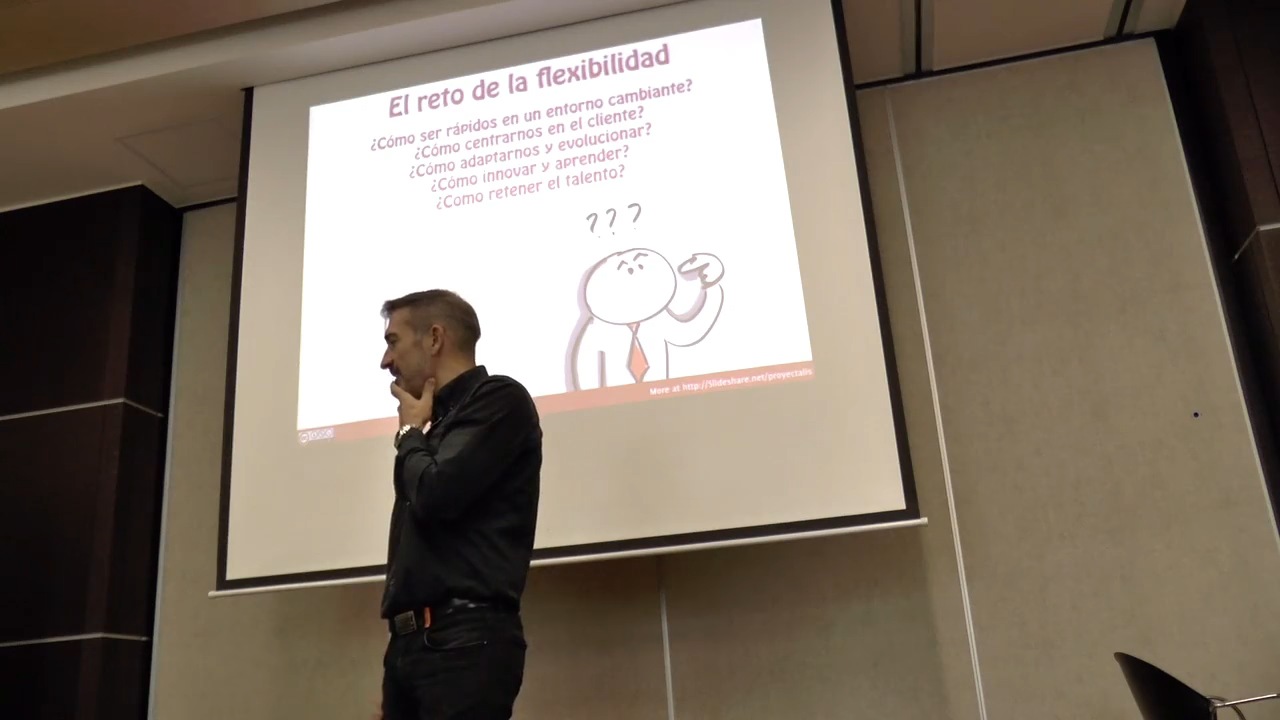 El reto de la flexibilidad
¿Cómo ser rápidos en un entorno cambiante?
¿Cómo centrarnos en el cliente?
¿Cómo adaptarnos y evolucionar?
¿Cómo innovar y aprender?
¿Como retener el talento?
? ? ?
More at http://Slideshare.net/proyectalis